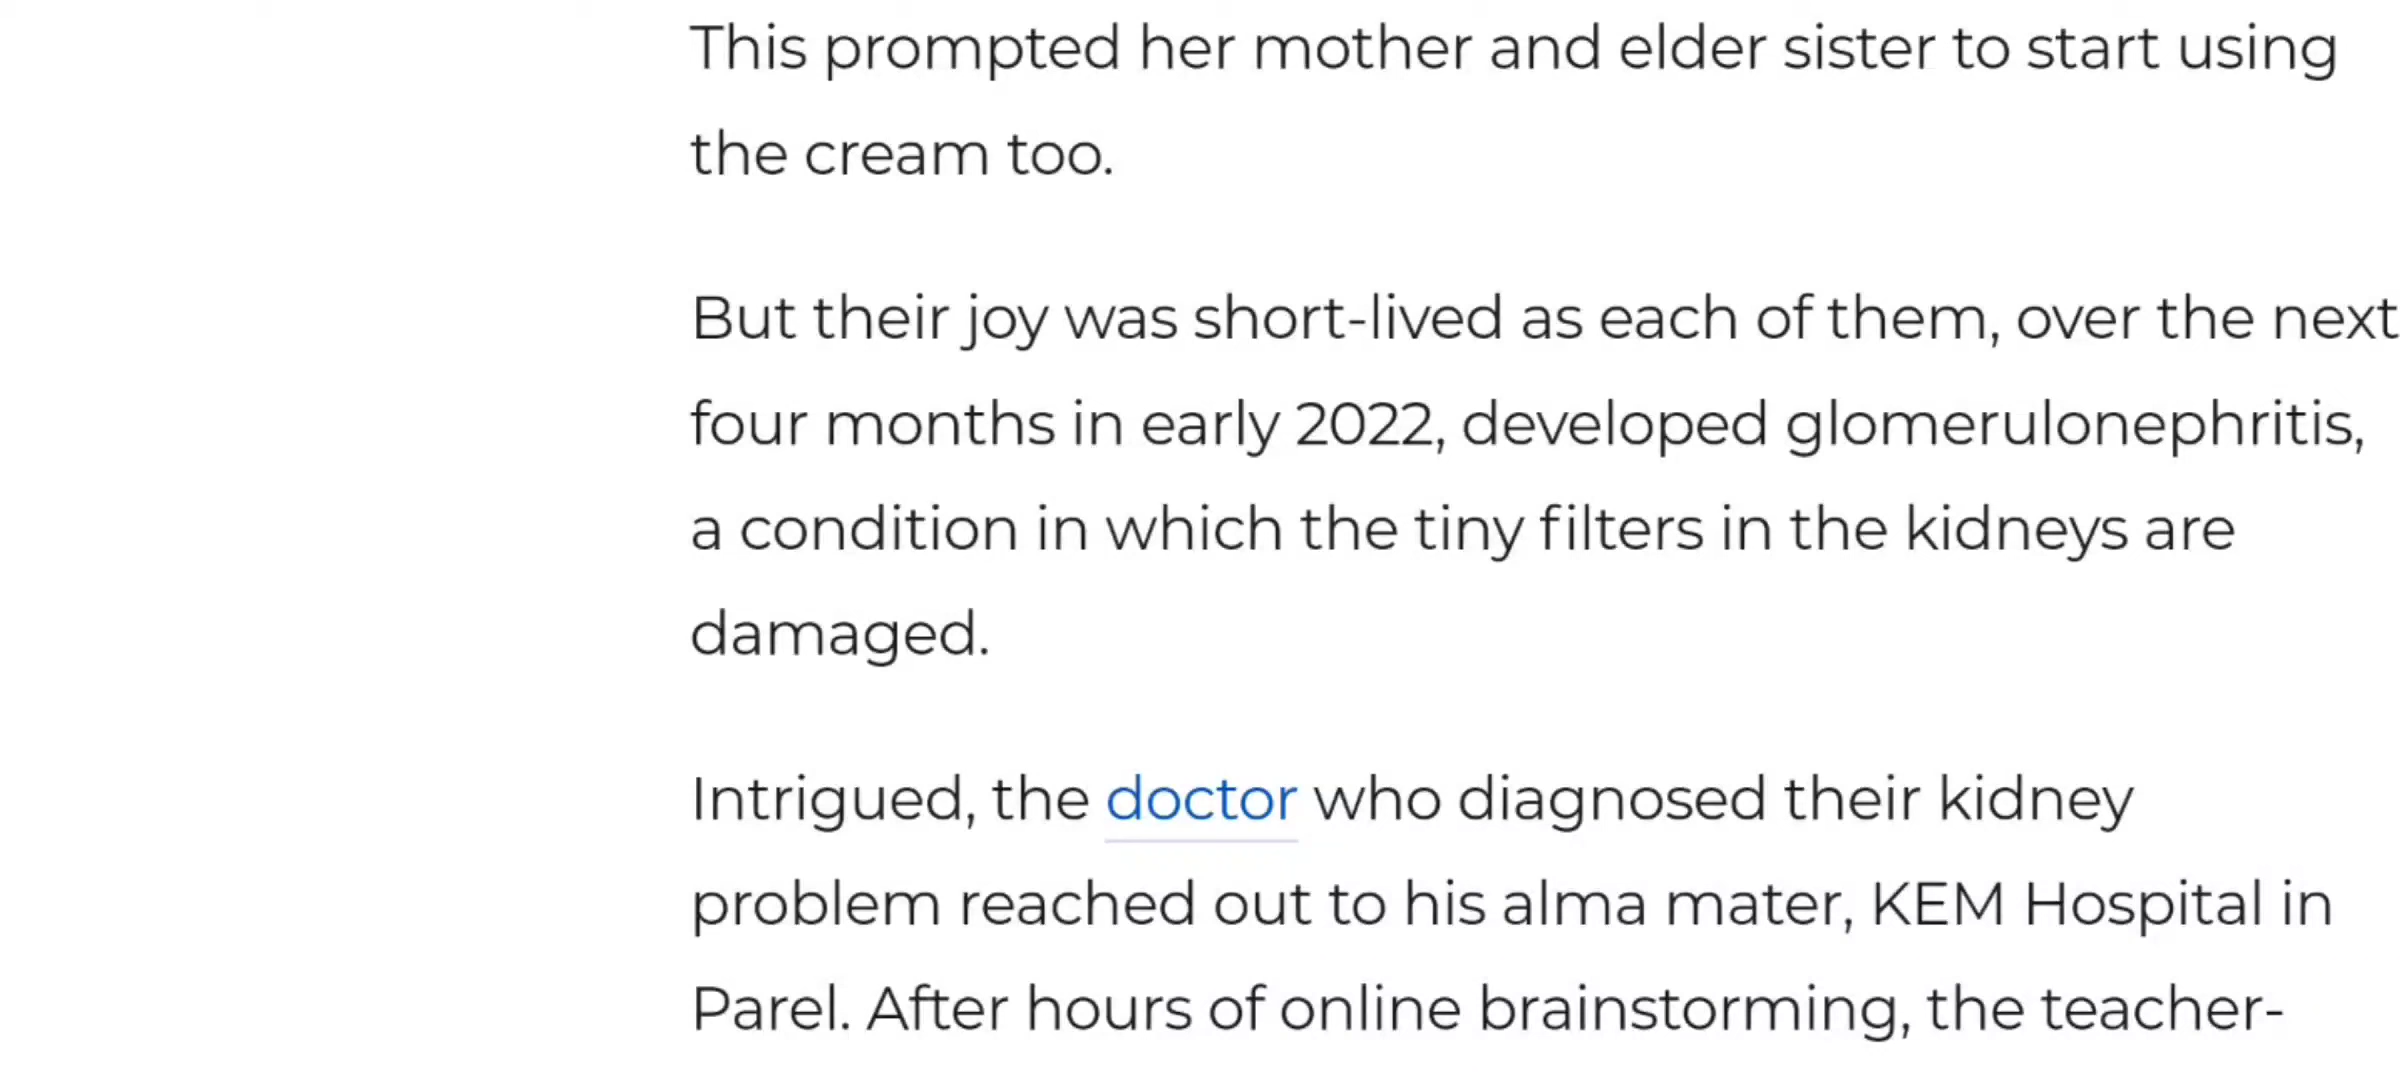 This prompted her mother and elder sister to start using
the cream too.
But their joy was short-lived as each of them, over the next
four months in early 2022, developed glomerulonephritis,
a condition in which the tiny filters in the kidneys are
damaged.
Intrigued, the doctor who diagnosed their kidney
problem reached out to his alma mater, KEM Hospital in
Parel. After hours of online brainstorming, the teacher-